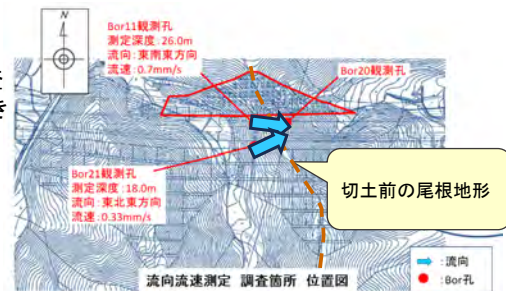 N
Bor11観測孔
測定深度:26.0m
流向:東南東方向
流速:0.7mm/s
Bor20観測孔
き
Bor21観測孔
測定深度:18.0m
流向:東北東方向
流速:0.33mm/s
切土前の尾根地形
流向流速測定 調査箇所 位置図
:流向
:Bor孔